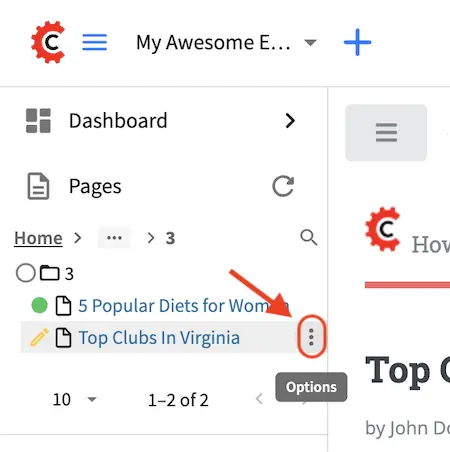 C
My Awesome E...
Dashboard
Pages
Home
...
3
3
5 Popular Diets for Women
Top Clubs In Virginia
10
1–2 of 2
Options
C
How
Top C
by John Do